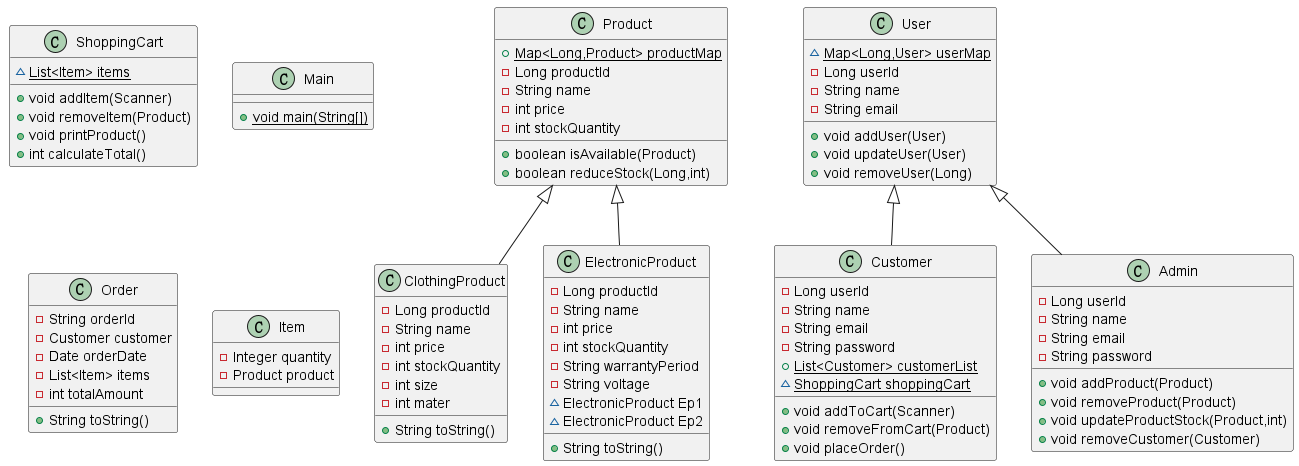 C ShoppingCart
List<Item> items
void addItem(Scanner)
void removeItem(Product)
void printProduct()
int calculateTotal()
C Main
void main(String[])
C Product
Map<Long,Product> productMap
Long productId
String name
int price
int stockQuantity
boolean isAvailable(Product)
boolean reduceStock(Long,int)
C User
Map<Long,User> userMap
Long userId
String name
String email
void addUser(User)
void updateUser(User)
void removeUser(Long)
C Order
String orderId
Customer customer
Date orderDate
List<Item> items
int totalAmount
String toString()
C Item
Integer quantity
Product product
C ClothingProduct
Long productId
String name
int price
int stockQuantity
int size
int mater
String toString()
C ElectronicProduct
Long productId
String name
int price
int stockQuantity
String warrantyPeriod
String voltage
ElectronicProduct Ep1
ElectronicProduct Ep2
String toString()
C Customer
Long userId
String name
String email
String password
List<Customer> customerList
ShoppingCart shoppingCart
void addToCart(Scanner)
void removeFromCart(Product)
void placeOrder()
C Admin
Long userId
String name
String email
String password
void addProduct(Product)
void removeProduct(Product)
void updateProductStock(Product,int)
void removeCustomer(Customer)